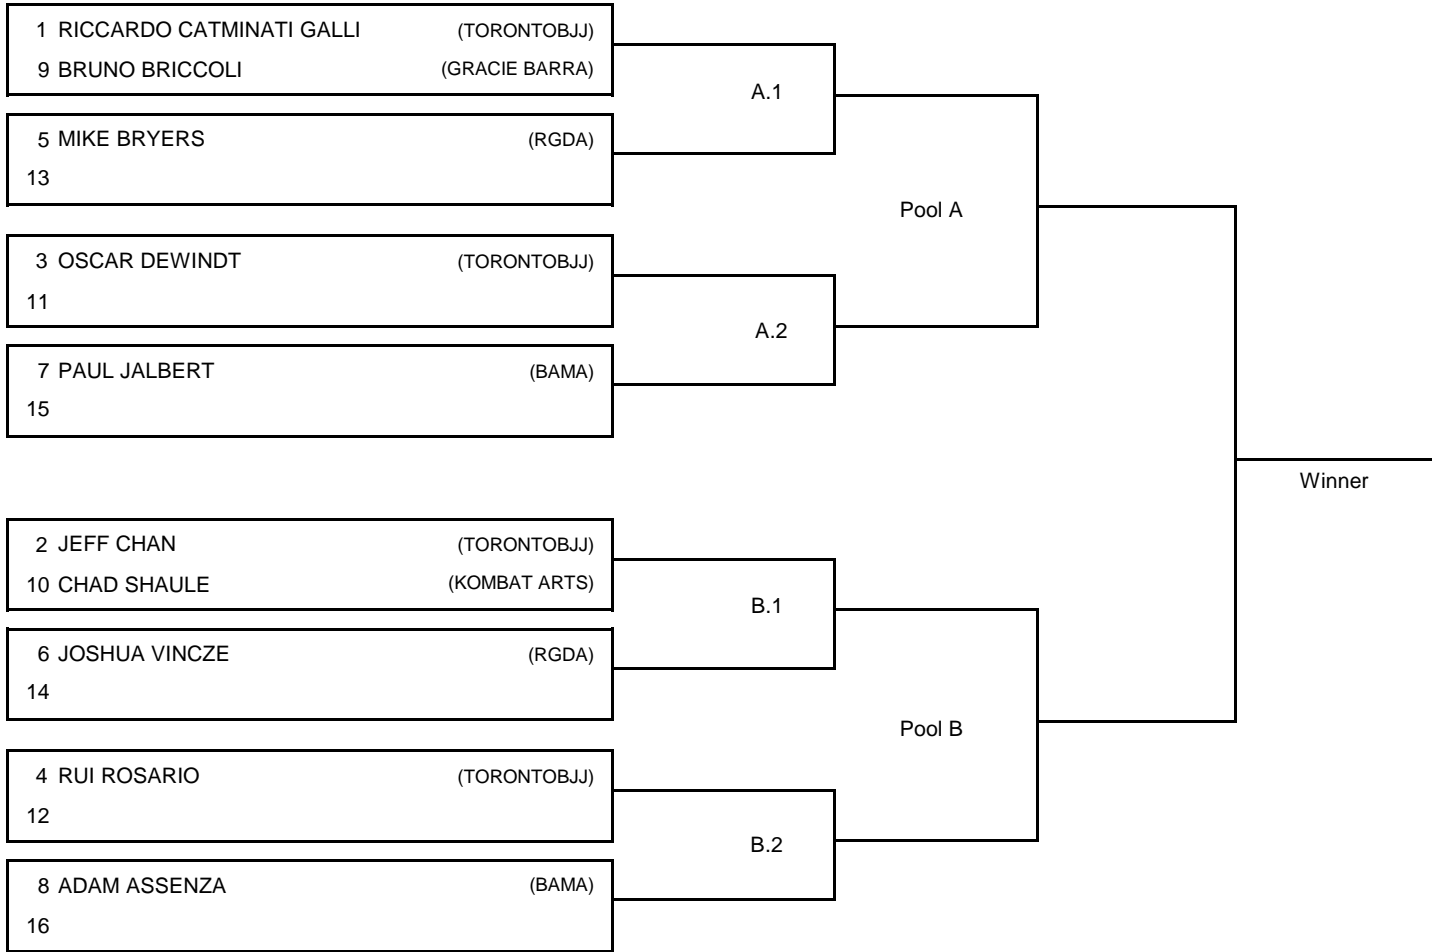 1 RICCARDO CATMINATI GALLI (TORONTOBJJ)
9 BRUNO BRICCOLI (GRACIE BARRA)
A.1
5 MIKE BRYERS (RGDA)
13
Pool A
3 OSCAR DEWINDT (TORONTOBJJ)
11
A.2
7 PAUL JALBERT (BAMA)
15
Winner
2 JEFF CHAN (TORONTOBJJ)
10 CHAD SHAULE (KOMBAT ARTS)
B.1
6 JOSHUA VINCZE (RGDA)
14
Pool B
4 RUI ROSARIO (TORONTOBJJ)
12
B.2
8 ADAM ASSENZA (BAMA)
16